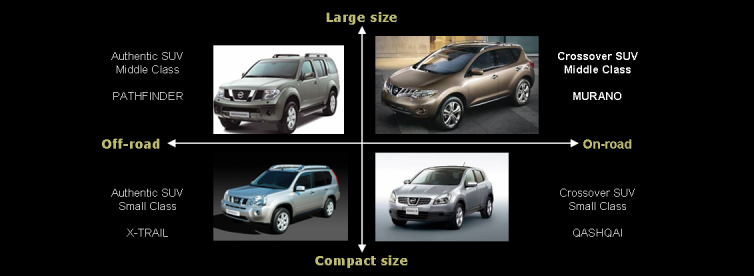 Large size
Authentic SUV
Middle Class
PATHFINDER
Crossover SUV
Middle Class
MURANO
Off-road
On-road
Authentic SUV
Small Class
X-TRAIL
Crossover SUV
Small Class
QASHQAI
Compact size